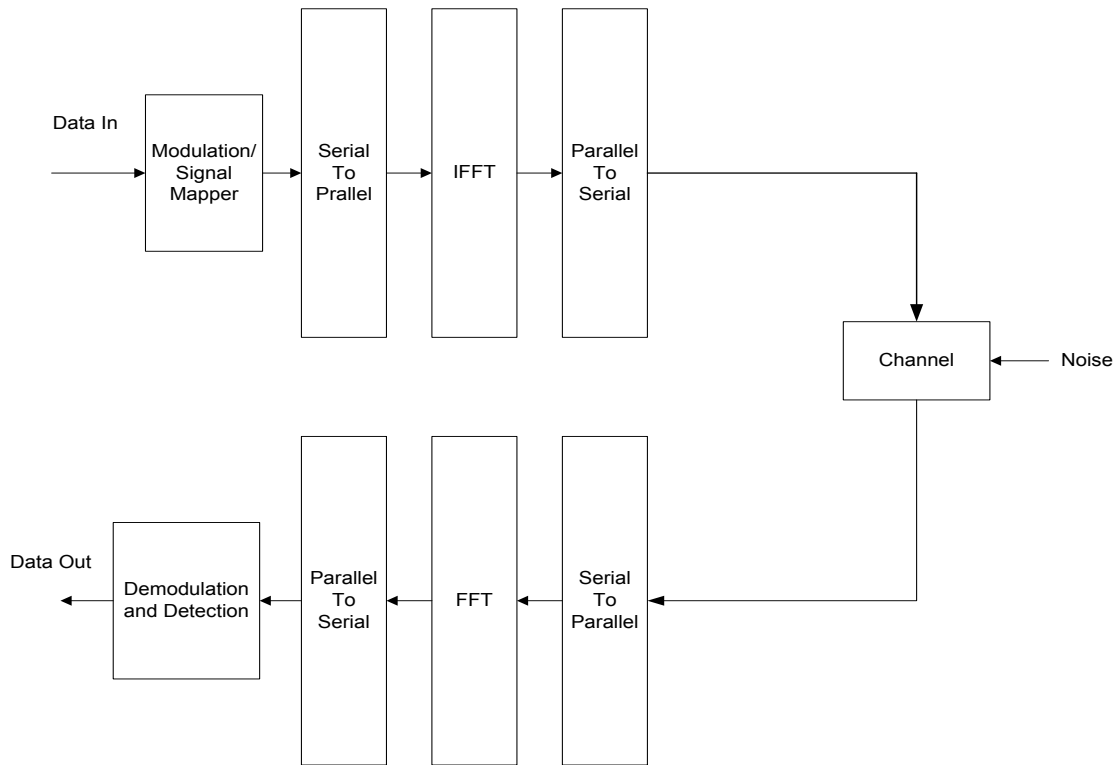 Data In
Modulation/
Signal
Mapper
Serial
To
Prallel
IFFT
Parallel
To
Serial
Channel
Noise
Data Out
Demodulation
and Detection
Parallel
To
Serial
FFT
Serial
To
Parallel